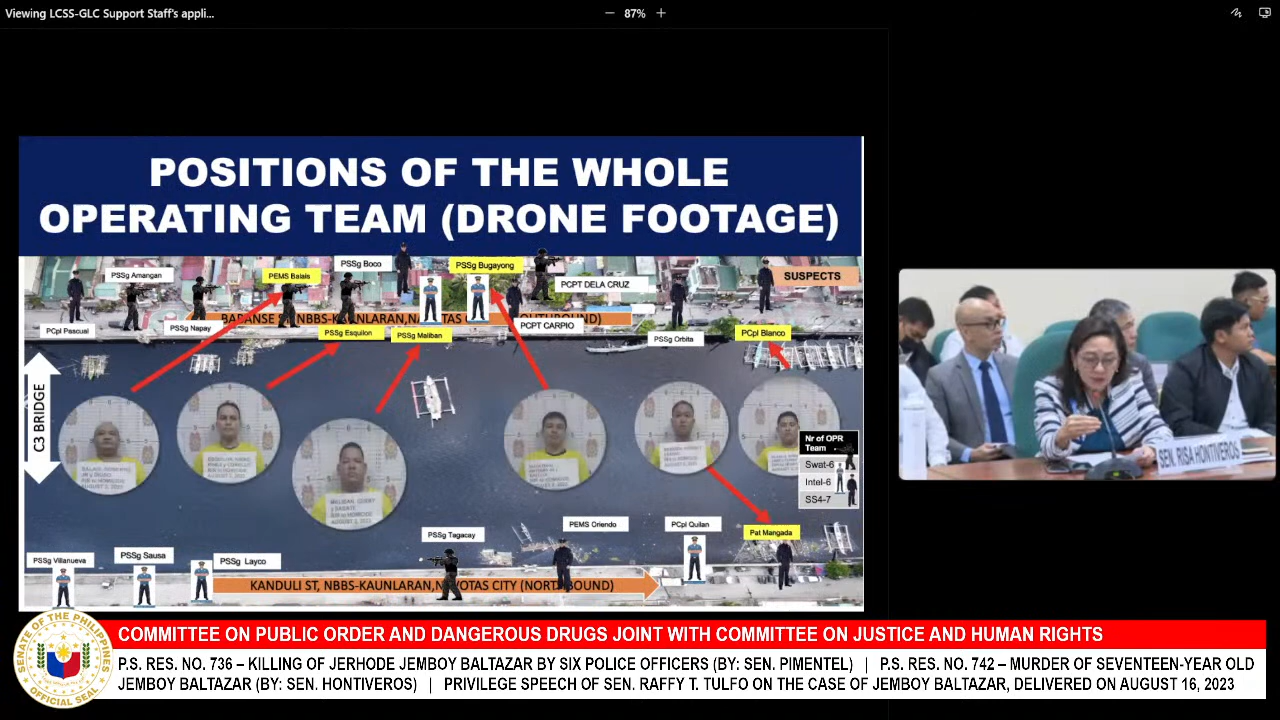 Viewing LCSS-GLC Support Staff's appli...
87%
POSITIONS OF THE WHOLE
OPERATING TEAM (DRONE FOOTAGE)
PSSg Amangan
PEMS Balais
PSSg Boco
PSSg Bugayong
PCPT DELA CRUZ
SUSPECTS
PCpl Pascual
PSSg Napay
PSSg Esquilon
PSSg Maliban
PCPT CARPIO
PSSg Orbita
PCpl Blanco
C3 BRIDGE
Nr of OPR
Team
Swat-6
Intel-6
SS4-7
PSSg Villanueva
PSSg Sausa
PSSg Layco
PSSg Tagacay
PEMS Oriendo
PCpl Quilan
Pat Mangada
KANDULI ST, NBBS-KAUNLARAN,
SEN. RISA HONTIVEROS
SENATE OF THE PHILIPPINES
OFFICIAL SEAL
COMMITTEE ON PUBLIC ORDER AND DANGEROUS DRUGS JOINT WITH COMMITTEE ON JUSTICE AND HUMAN RIGHTS
P.S. RES. NO. 736 – KILLING OF JERHODE JEMBOY BALTAZAR BY SIX POLICE OFFICERS (BY: SEN. PIMENTEL) | P.S. RES. NO. 742 – MURDER OF SEVENTEEN-YEAR OLD
JEMBOY BALTAZAR (BY: SEN. HONTIVEROS) | PRIVILEGE SPEECH OF SEN. RAFFY T. TULFO ON THE CASE OF JEMBOY BALTAZAR, DELIVERED ON AUGUST 16, 2023